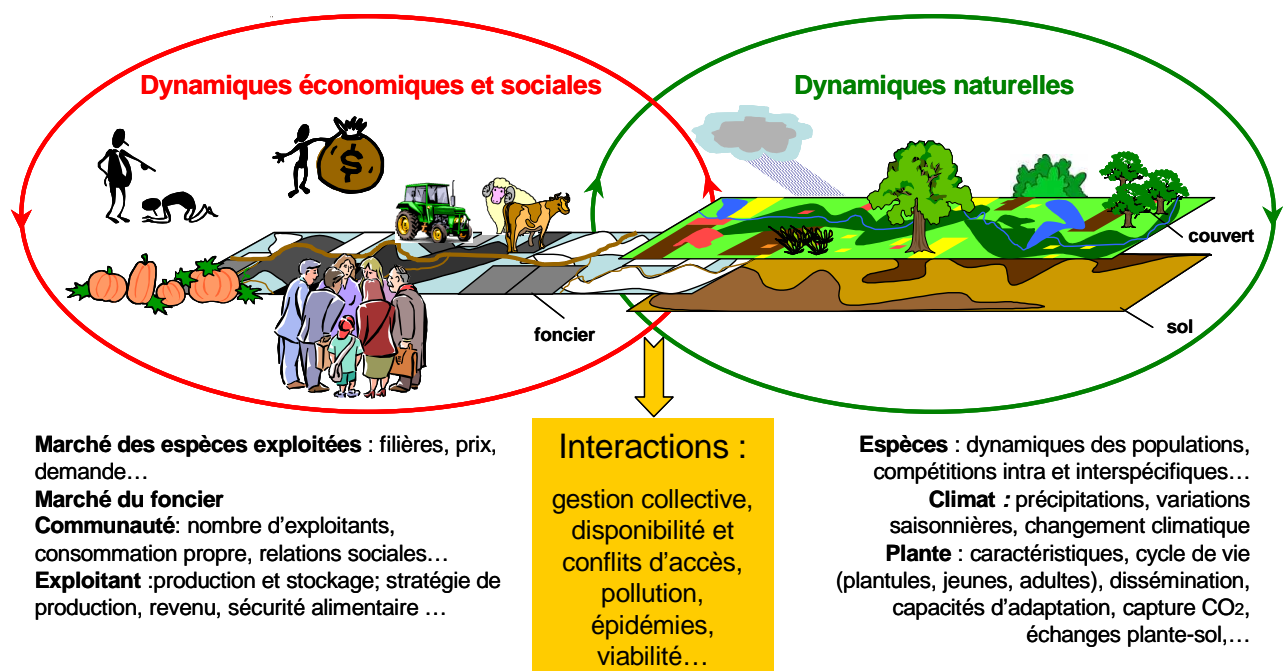 Dynamiques économiques et sociales
Dynamiques naturelles
$
couvert
foncier
sol
Marché des espèces exploitées : filières, prix,
demande…
Marché du foncier
Communauté: nombre d'exploitants,
consommation propre, relations sociales…
Exploitant :production et stockage; stratégie de
production, revenu, sécurité alimentaire …
Interactions :
gestion collective,
disponibilité et
conflits d'accès,
pollution,
épidémies,
viabilité…
Espèces : dynamiques des populations,
compétitions intra et interspécifiques…
Climat : précipitations, variations
saisonnières, changement climatique
Plante : caractéristiques, cycle de vie
(plantules, jeunes, adultes), dissémination,
capacités d'adaptation, capture CO2,
échanges plante-sol,…